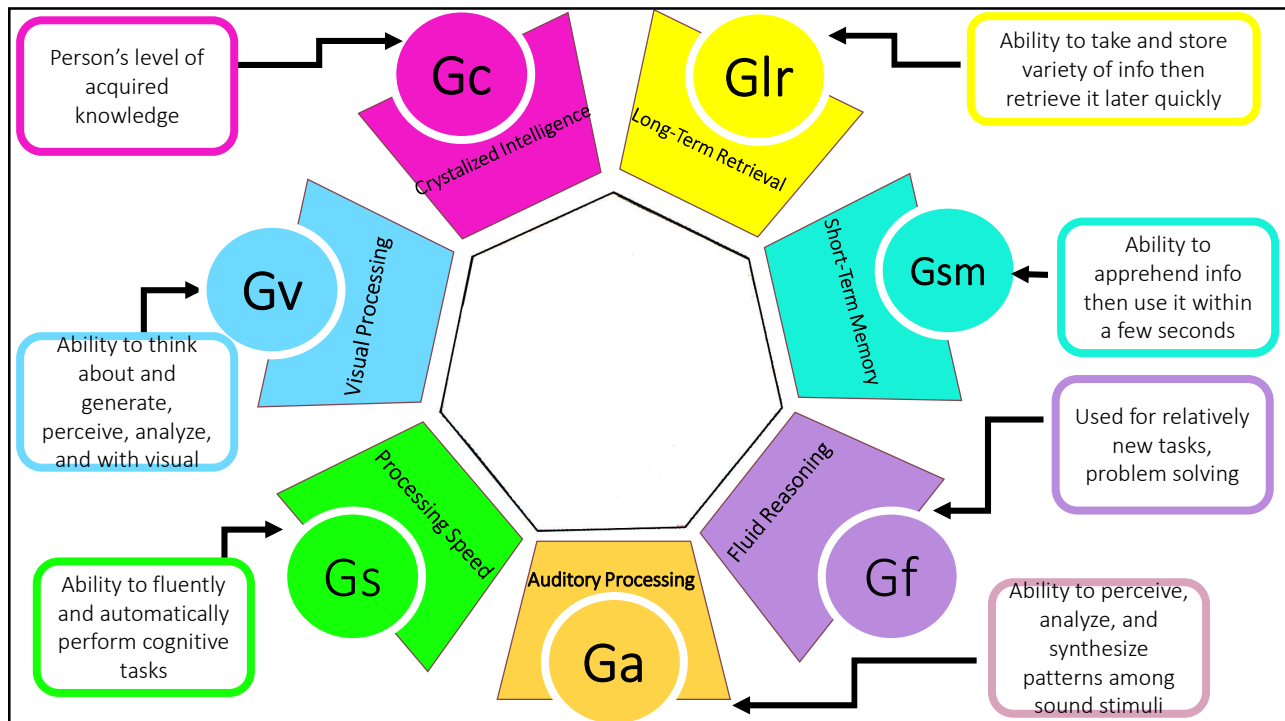 Person's level of
acquired
knowledge
Gc
Crystalized Intelligence
Glr
Long-Term Retrieval
Ability to take and store
variety of info then
retrieve it later quickly
Gv
Visual Processing
Ability to think
about and
generate,
perceive, analyze,
and with visual
Gsm
Short-Term Memory
Ability to
apprehend info
then use it within
a few seconds
Gs
Processing Speed
Ability to fluently
and automatically
perform cognitive
tasks
Ga
Auditory Processing
Gf
Fluid Reasoning
Used for relatively
new tasks,
problem solving
Ability to perceive,
analyze, and
synthesize
patterns among
sound stimuli